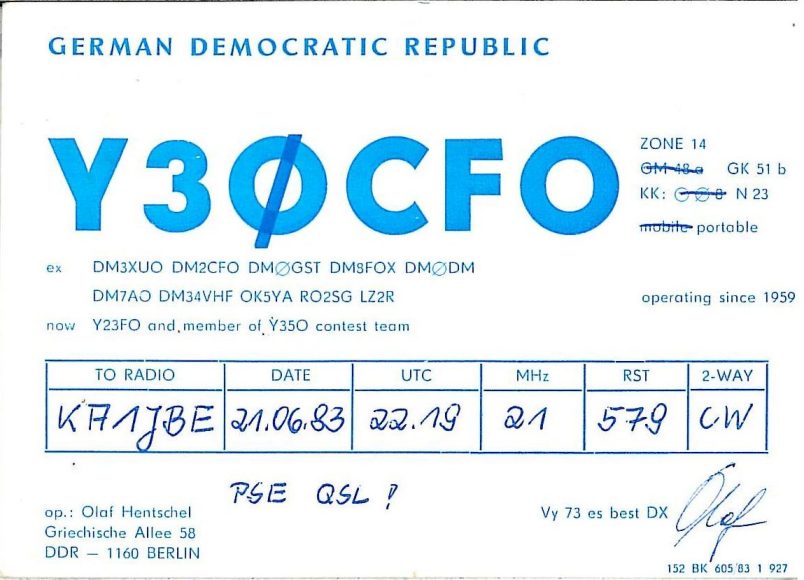 GERMAN DEMOCRATIC REPUBLIC
Y3ØCFO
ZONE 14
GM 48 a GK 51 b
KK: O Ø 8 N 23
mobile portable
ex DM3XUO DM2CFO DMØGST DM8FOX DMØDM
DM7AO DM34VHF OK5YA RO2SG LZ2R
operating since 1959
now Y23FO and member of Y35O contest team
TO RADIO DATE UTC MHz RST 2-WAY
KA1JBE 21.06.83 22.19 21 579 CW
PSE QSL !
op.: Olaf Hentschel
Griechische Allee 58
DDR — 1160 BERLIN
Vy 73 es best DX Olaf
152 BK 605/83 1 927